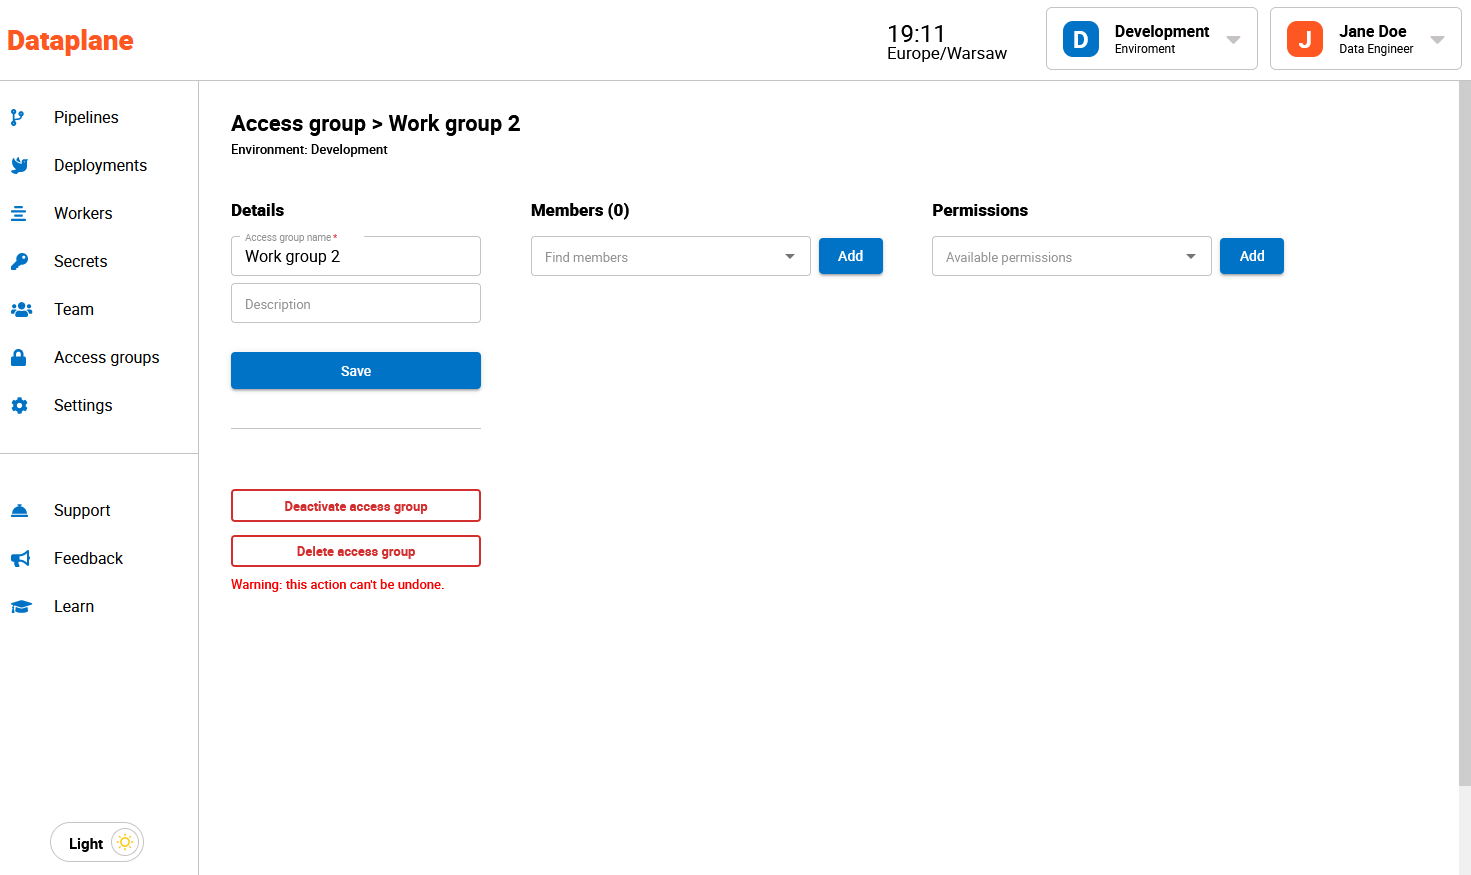 Dataplane
19:11
Europe/Warsaw
D
Development
Enviroment
J
Jane Doe
Data Engineer
Pipelines
Deployments
Workers
Secrets
Team
Access groups
Settings
Support
Feedback
Learn
Light
Access group > Work group 2
Environment: Development
Details
Access group name *
Work group 2
Description
Save
Deactivate access group
Delete access group
Warning: this action can't be undone.
Members (0)
Find members
Add
Permissions
Available permissions
Add